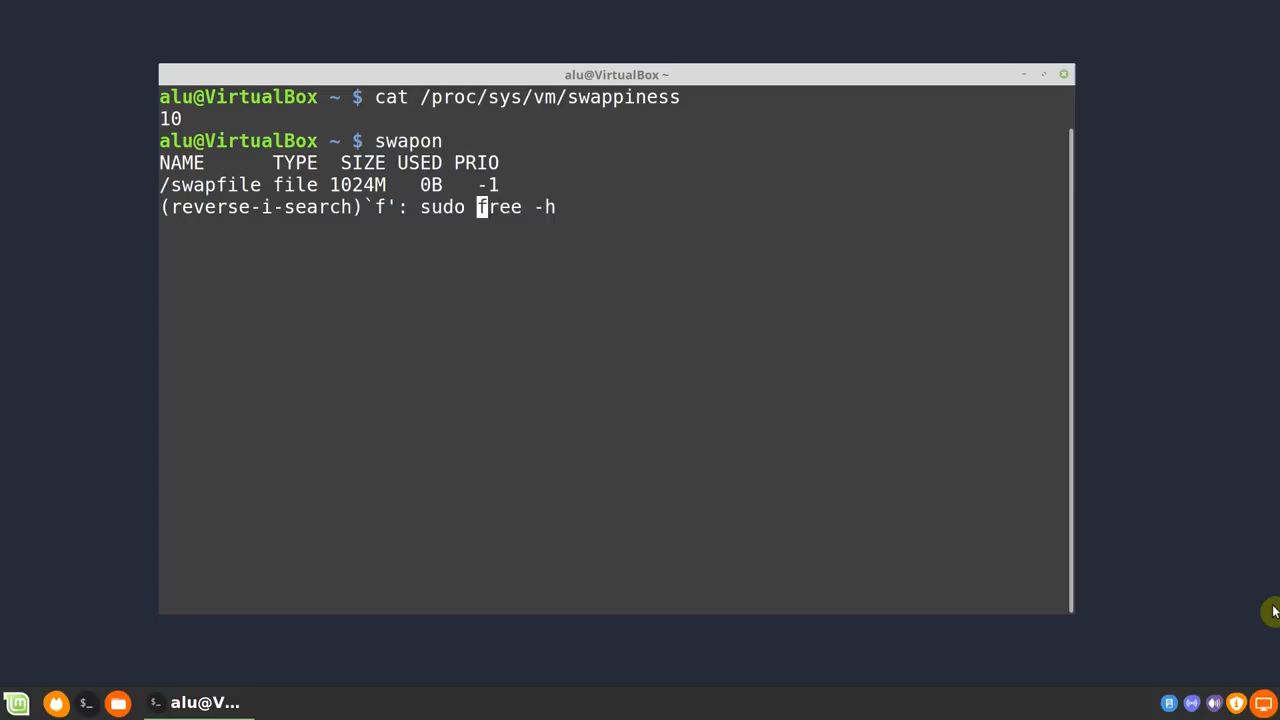 alu@VirtualBox ~
alu@VirtualBox ~ $ cat /proc/sys/vm/swappiness
10
alu@VirtualBox ~ $ swapon
NAME      TYPE  SIZE USED PRIO
/swapfile file 1024M   0B   -1
(reverse-i-search)`f': sudo free -h
$_
$_ alu@V...